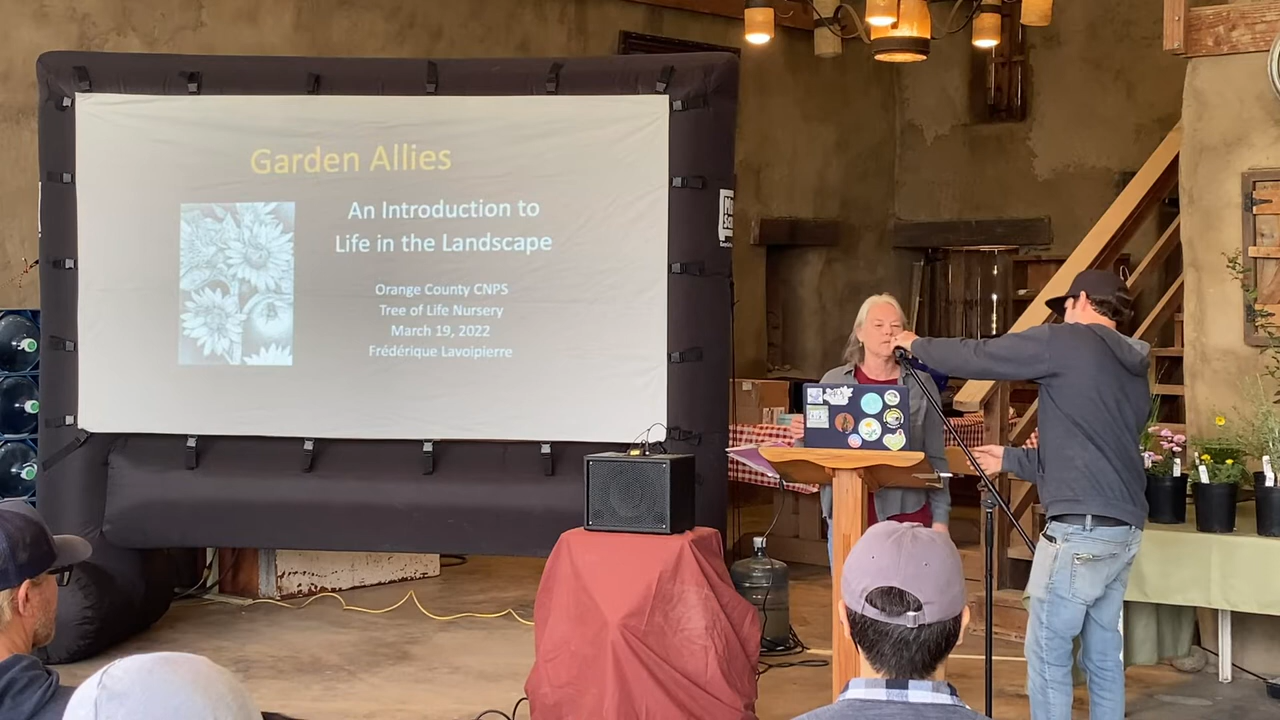 Garden Allies
An Introduction to
Life in the Landscape
Orange County CNPS
Tree of Life Nursery
March 19, 2022
Frédérique Lavoipierre